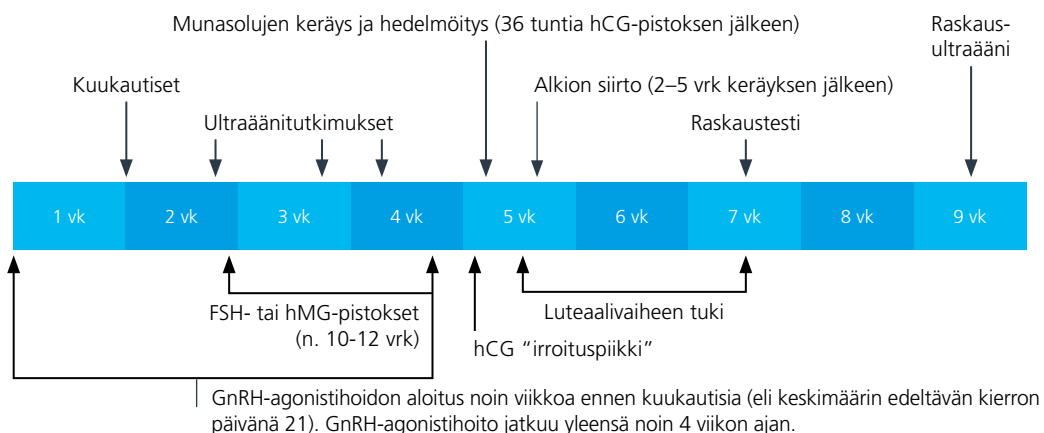 Munasolujen keräys ja hedelmöitys (36 tuntia hCG-pistoksen jälkeen)
Raskaus-
ultraääni
Kuukautiset
Alkion siirto (2–5 vrk keräyksen jälkeen)
Ultraäänitutkimukset
Raskaustesti
1 vk
2 vk
3 vk
4 vk
5 vk
6 vk
7 vk
8 vk
9 vk
FSH- tai hMG-pistokset
(n. 10-12 vrk)
Luteaalivaiheen tuki
hCG “irroituspiikki”
GnRH-agonistihoidon aloitus noin viikkoa ennen kuukautisia (eli keskimäärin edeltävän kierron
päivänä 21). GnRH-agonistihoito jatkuu yleensä noin 4 viikon ajan.